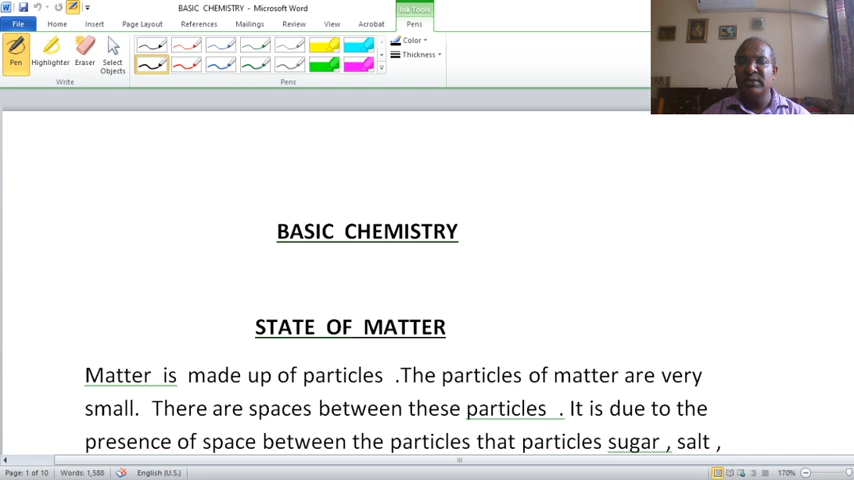 BASIC CHEMISTRY - Microsoft Word
Ink Tools
File Home Insert Page Layout References Mailings Review View Acrobat Pens
Color
Thickness
Pen Highlighter Eraser Select Objects
Write Pens
BASIC CHEMISTRY
STATE OF MATTER
Matter is made up of particles .The particles of matter are very
small. There are spaces between these particles . It is due to the
presence of space between the particles that particles sugar , salt ,
Page: 1 of 10 Words: 1,588 English (U.S.) 170%